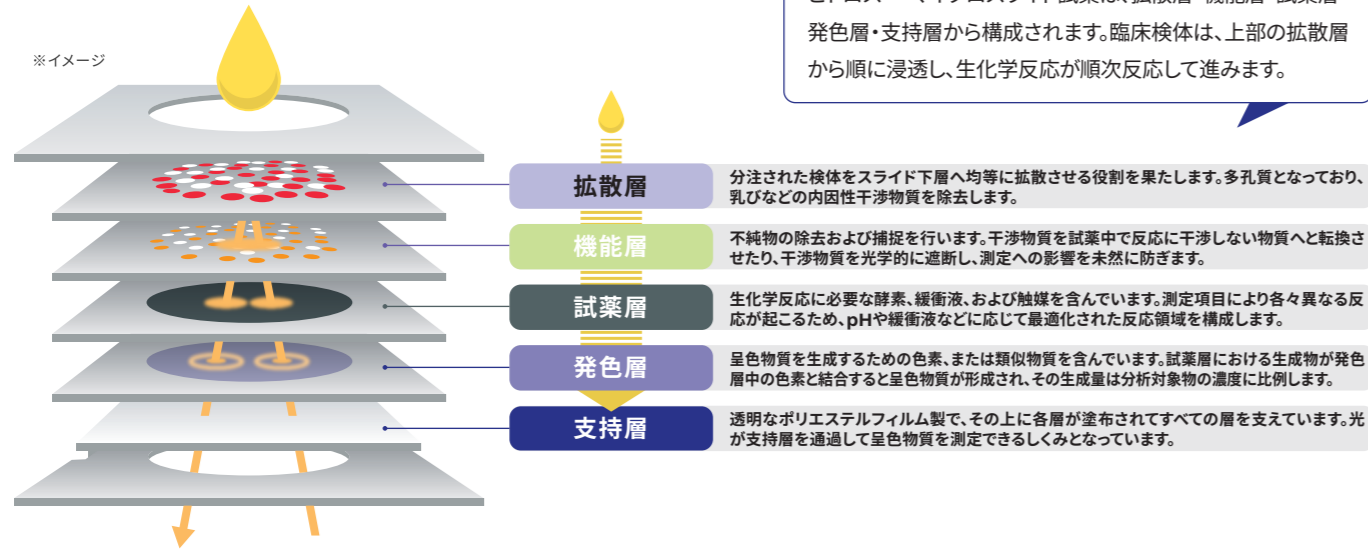 発色層・支持層から構成されます。臨床検体は、上部の拡散層
から順に浸透し、生化学反応が順次反応して進みます。
※イメージ
拡散層
分注された検体をスライド下層へ均等に拡散させる役割を果たします。多孔質となっており、
乳びなどの内因性干渉物質を除去します。
機能層
不純物の除去および捕捉を行います。干渉物質を試薬中で反応に干渉しない物質へと転換さ
せたり、干渉物質を光学的に遮断し、測定への影響を未然に防ぎます。
試薬層
生化学反応に必要な酵素、緩衝液、および触媒を含んでいます。測定項目により各々異なる反
応が起こるため、pHや緩衝液などに応じて最適化された反応領域を構成します。
発色層
呈色物質を生成するための色素、または類似物質を含んでいます。試薬層における生成物が発色
層中の色素と結合すると呈色物質が形成され、その生成量は分析対象物の濃度に比例します。
支持層
透明なポリエステルフィルム製で、その上に各層が塗布されてすべての層を支えています。光
が支持層を通過して呈色物質を測定できるしくみとなっています。